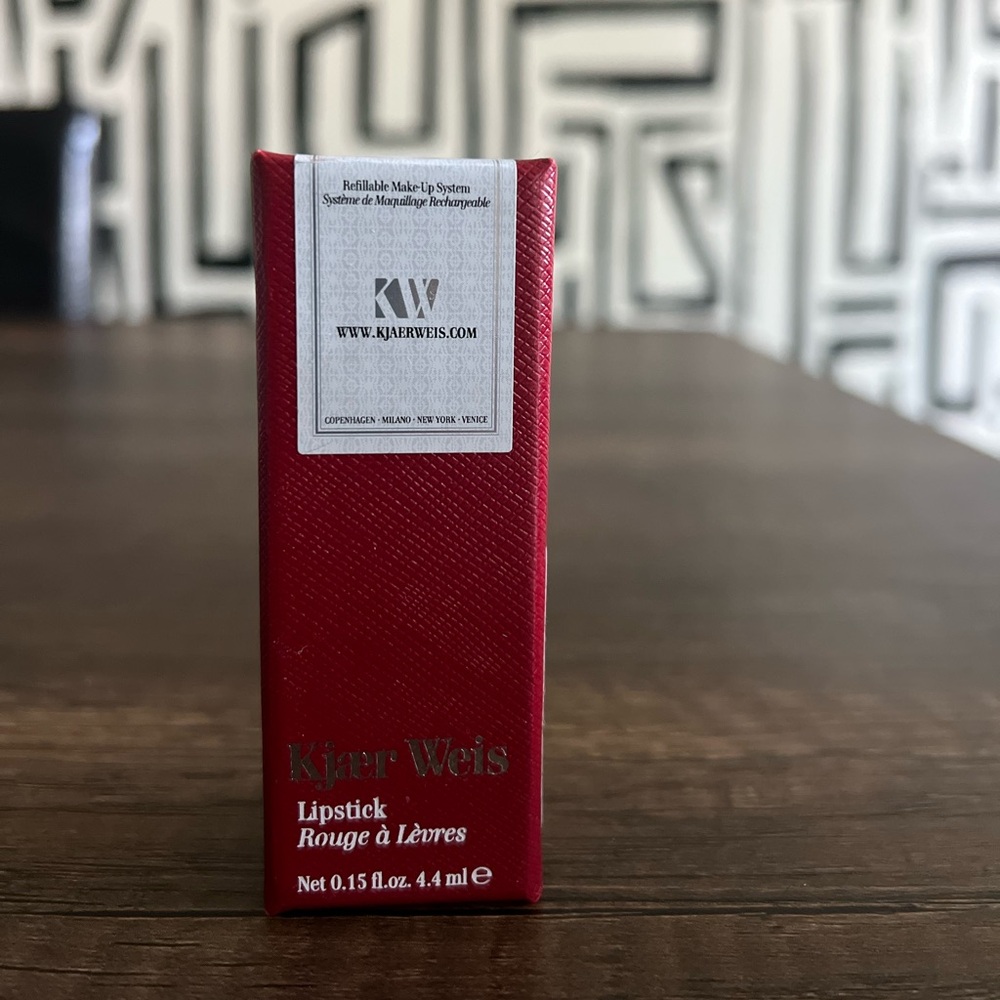 Refillable Make-Up System
Système de Maquillage Rechargeable
KW
WWW.KJAERWEIS.COM
COPENHAGEN · MILANO · NEW YORK · VENICE
Kjær Weis
Lipstick
Rouge à Lèvres
Net 0.15 fl.oz. 4.4 ml ℮